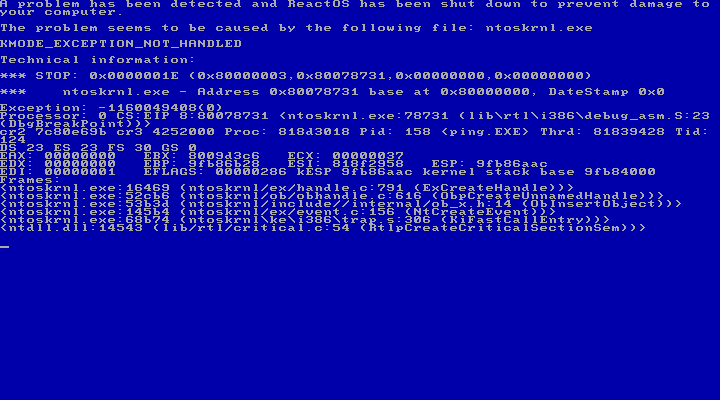 A problem has been detected and ReactOS has been shut down to prevent damage to
your computer.
The problem seems to be caused by the following file: ntoskrnl.exe
KMODE_EXCEPTION_NOT_HANDLED
Technical information:
*** STOP: 0x0000001E (0x80000003,0x80078731,0x00000000,0x00000000)
***    ntoskrnl.exe - Address 0x80078731 base at 0x80000000, DateStamp 0x0
Exception: -1160049408(0)
Processor: 0 CS:EIP 8:80078731 <ntoskrnl.exe:78731 (lib\rtl\i386\debug_asm.S:23
(DbgBreakPoint))>
cr2 7c80e69b cr3 4252000 Proc: 818d3018 Pid: 158 <ping.EXE> Thrd: 81839428 Tid:
124
DS 23 ES 23 FS 30 GS 0
EAX: 00000000   EBX: 8009d3c6   ECX: 00000037
EDX: 00000000   EBP: 9fb86b28   ESI: 818f2958   ESP: 9fb86aac
EDI: 00000001   EFLAGS: 00000286 kESP 9fb86aac kernel stack base 9fb84000
Frames:
<ntoskrnl.exe:16469 (ntoskrnl/ex/handle.c:791 (ExCreateHandle))>
<ntoskrnl.exe:52cb6 (ntoskrnl/ob/obhandle.c:616 (ObpCreateUnnamedHandle))>
<ntoskrnl.exe:53b3d (ntoskrnl/include//internal/ob_x.h:14 (ObInsertObject))>
<ntoskrnl.exe:145b4 (ntoskrnl/ex/event.c:156 (NtCreateEvent))>
<ntoskrnl.exe:68b74 (ntoskrnl\ke\i386\trap.s:306 (KiFastCallEntry))>
<ntdll.dll:14543 (lib/rtl/critical.c:54 (RtlpCreateCriticalSectionSem))>